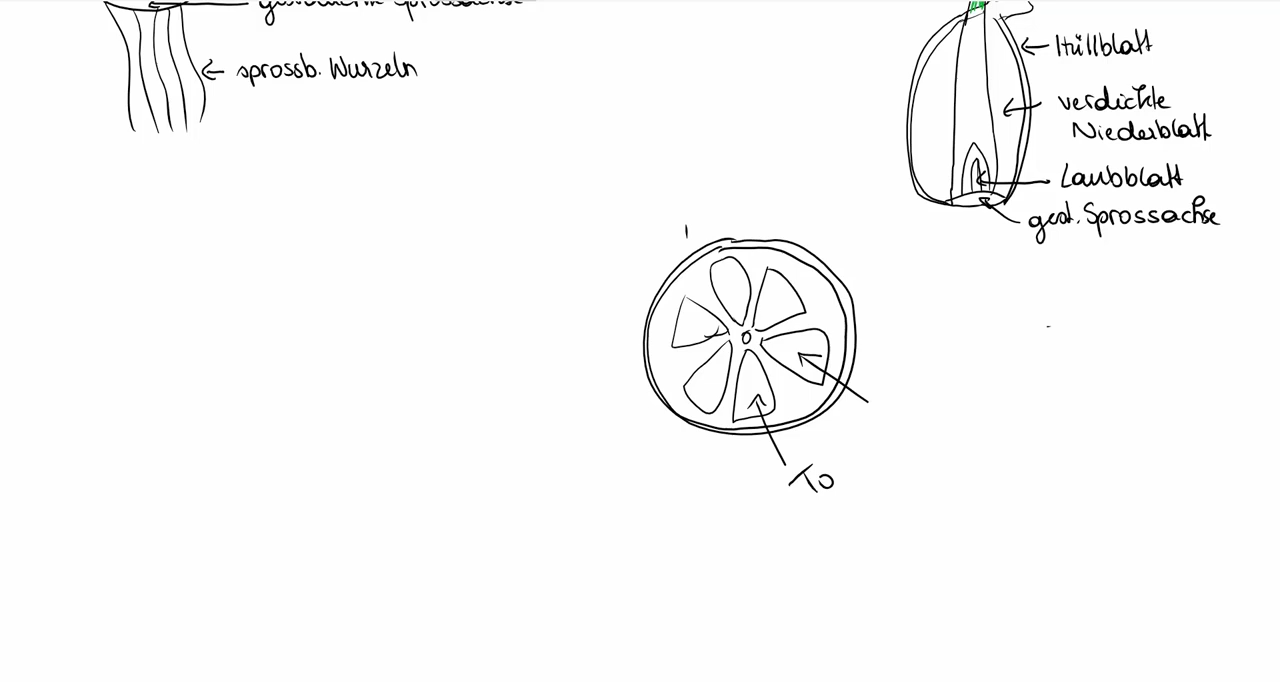 sprossb. Wurzeln
Hüllblatt
verdickte
Niederblatt
Laubblatt
gest. Sprossachse
To